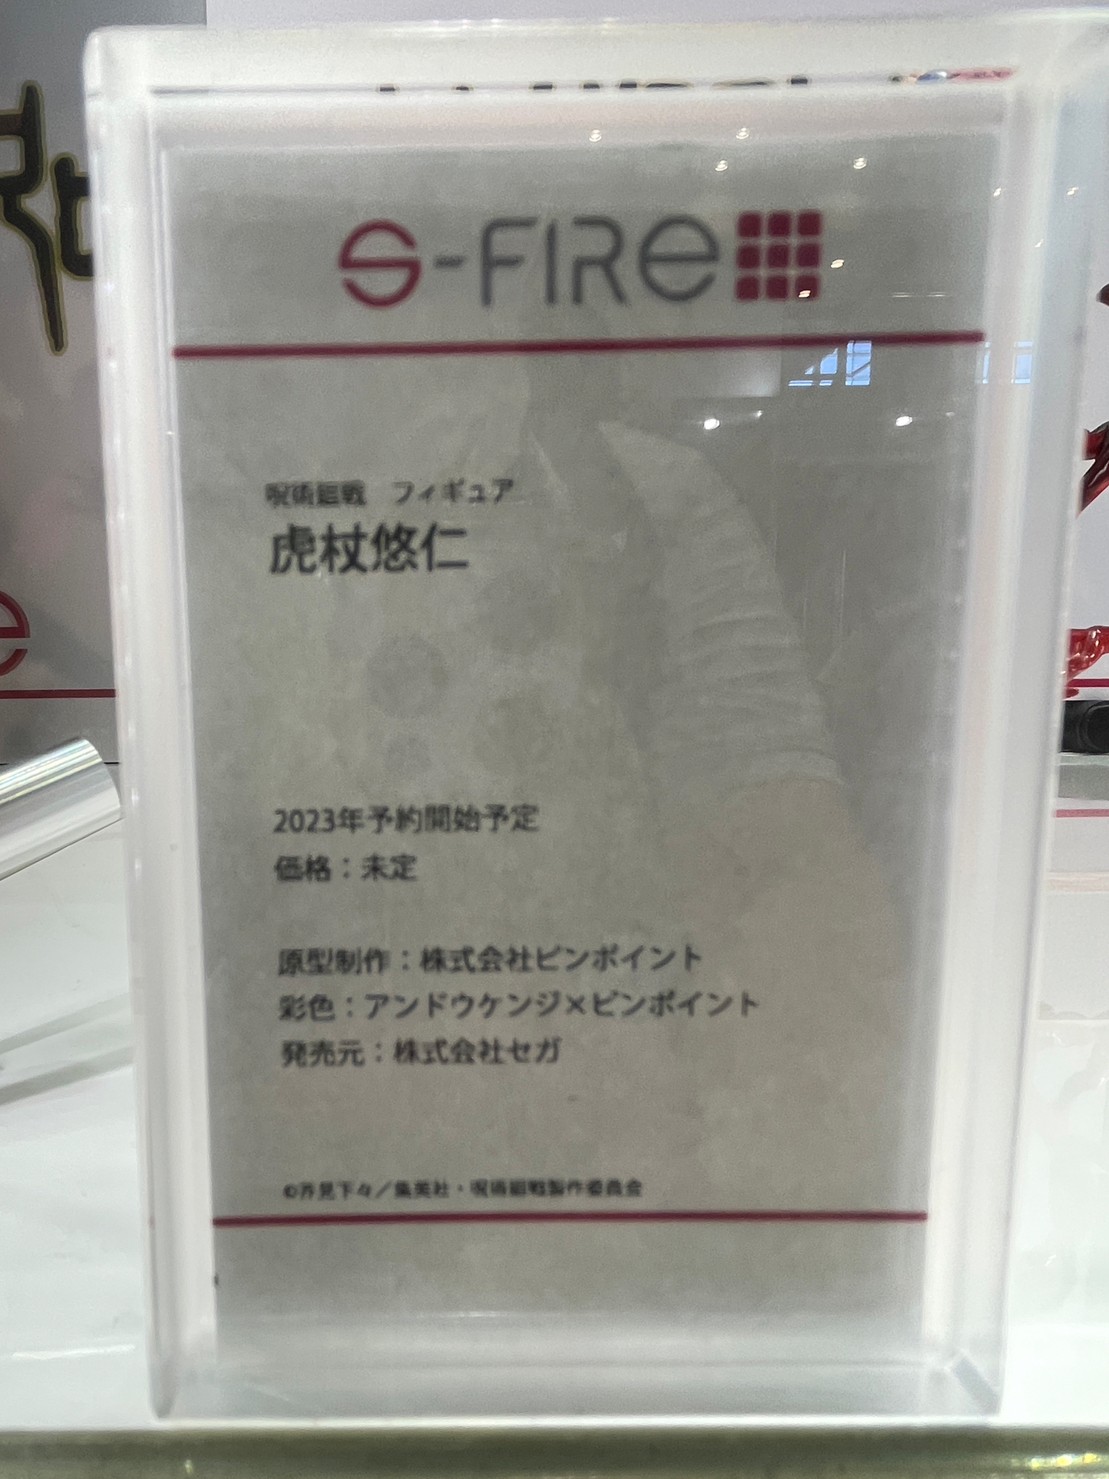 S-FIRe
呪術廻戦 フィギュア
虎杖悠仁
2023年予約開始予定
価格：未定
原型制作：株式会社ピンポイント
彩色：アンドウケンジ×ピンポイント
発売元：株式会社セガ
©芥見下々／集英社・呪術廻戦製作委員会